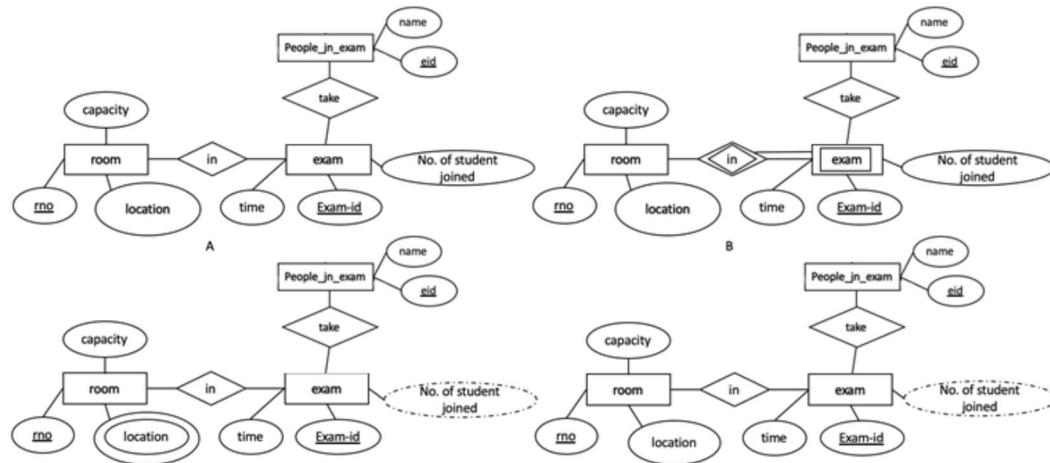 name
People_jn_exam
eid
take
capacity
room
in
exam
No. of student
joined
rno
location
time
Exam-id
A
name
People_jn_exam
eid
take
capacity
room
in
exam
No. of student
joined
rno
location
time
Exam-id
B
name
People_jn_exam
eid
take
capacity
room
in
exam
No. of student
joined
rno
location
time
Exam-id
name
People_jn_exam
eid
take
capacity
room
in
exam
No. of student
joined
rno
location
time
Exam-id